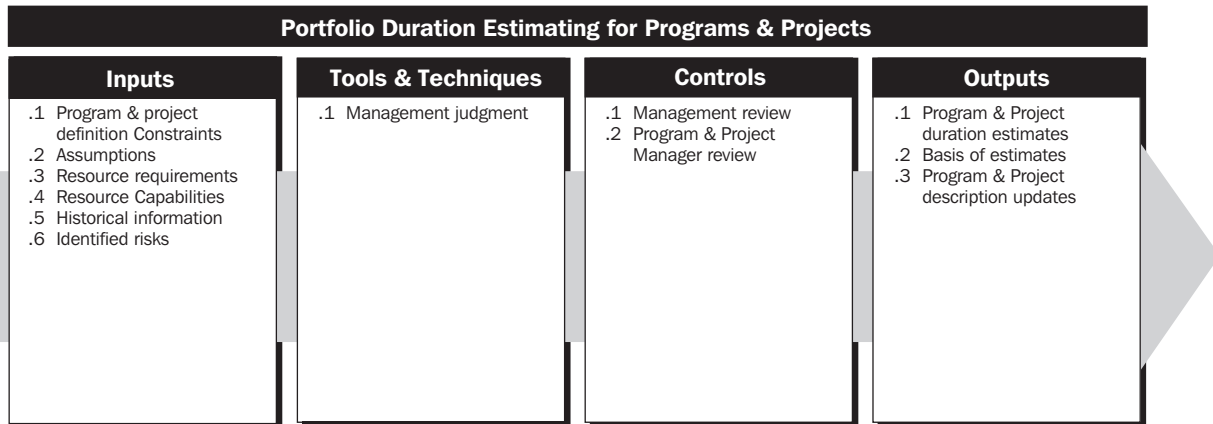 Portfolio Duration Estimating for Programs & Projects
Inputs
.1 Program & project
definition Constraints
.2 Assumptions
.3 Resource requirements
.4 Resource Capabilities
.5 Historical information
.6 Identified risks
Tools & Techniques
.1 Management judgment
Controls
.1 Management review
.2 Program & Project
Manager review
Outputs
.1 Program & Project
duration estimates
.2 Basis of estimates
.3 Program & Project
description updates